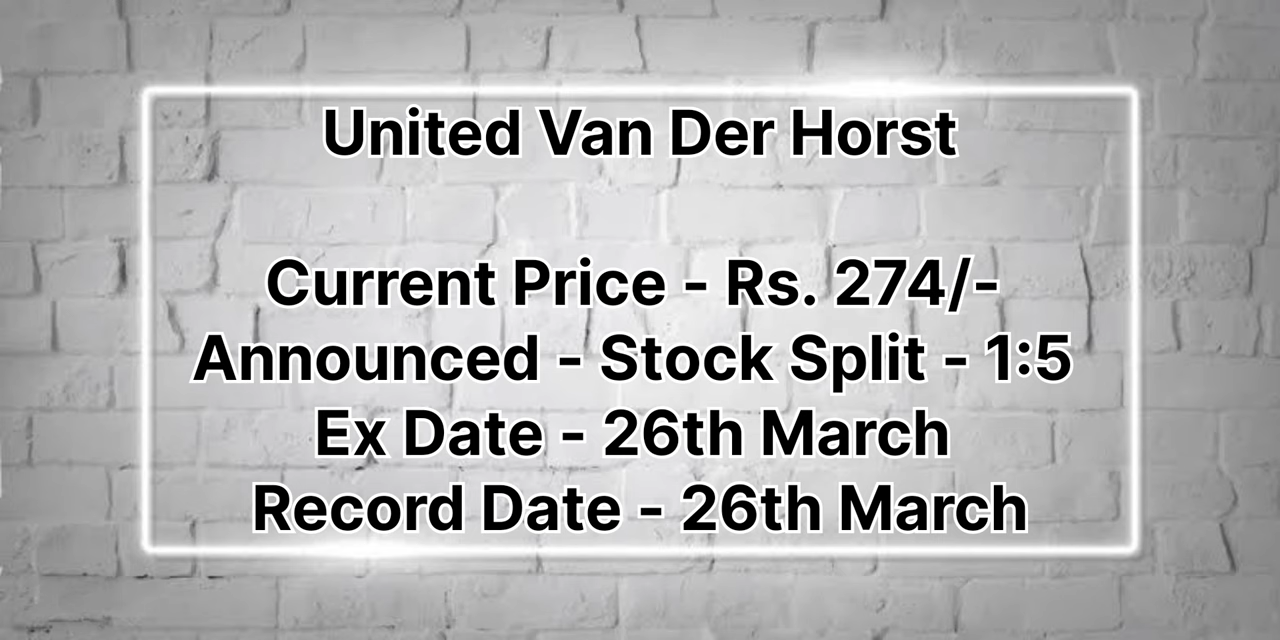 United Van Der Horst
Current Price - Rs. 274/-
Announced - Stock Split - 1:5
Ex Date - 26th March
Record Date - 26th March